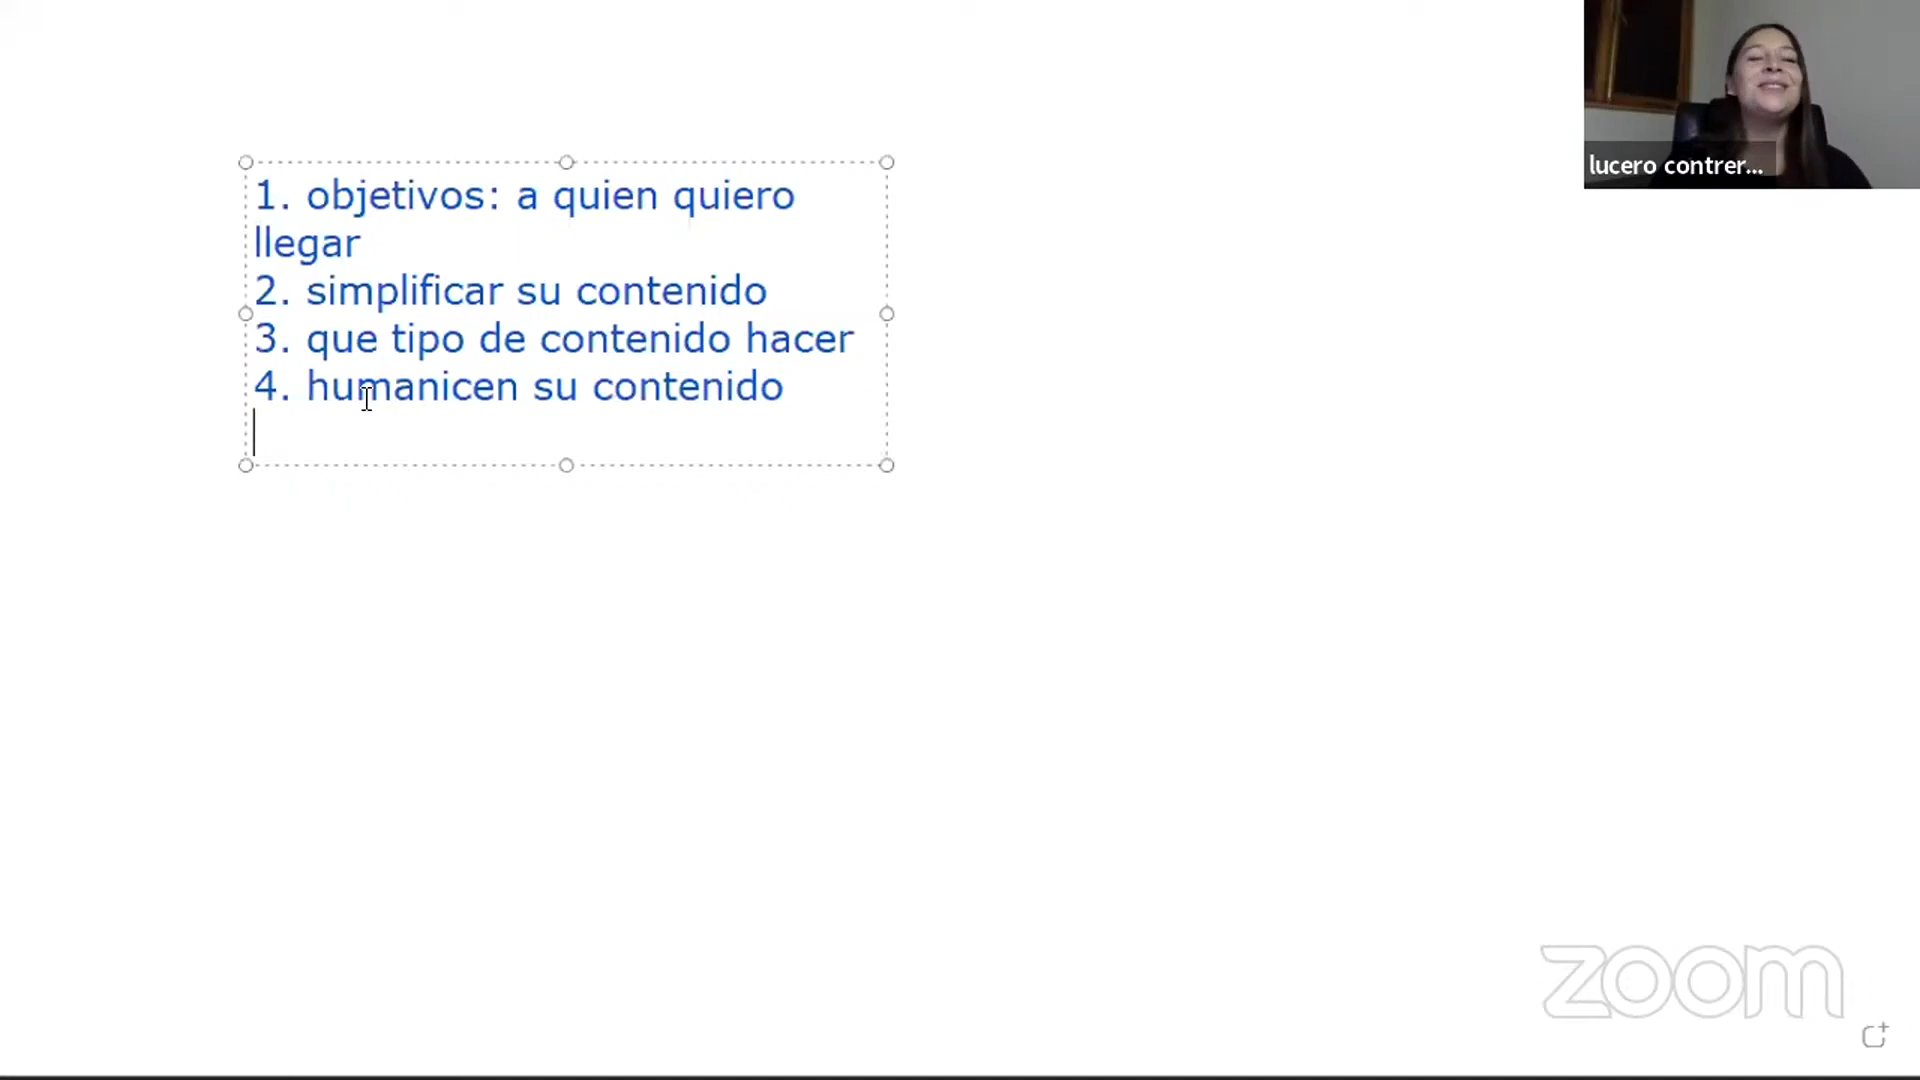 lucero contrer...
1. objetivos: a quien quiero
llegar
2. simplificar su contenido
3. que tipo de contenido hacer
4. humanicen su contenido
zoom